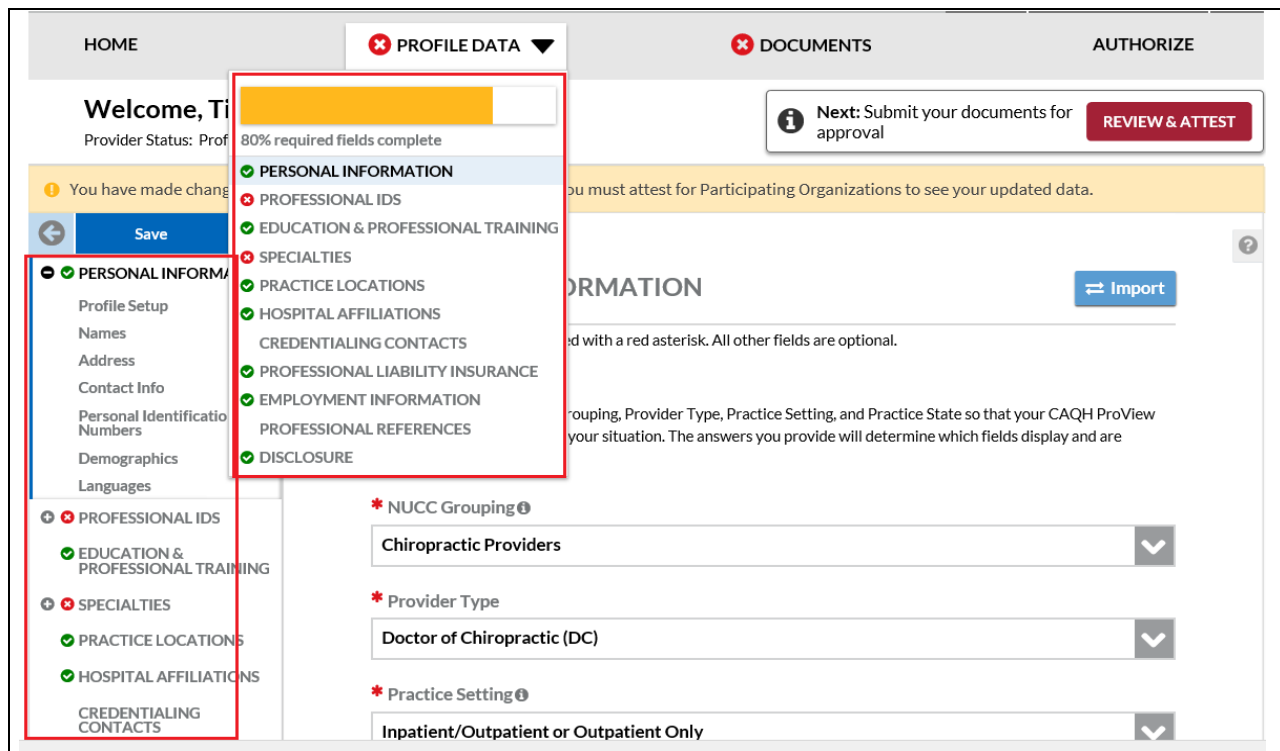 HOME
PROFILE DATA
DOCUMENTS
AUTHORIZE
Welcome, Ti
Provider Status: Prof
80% required fields complete
Next: Submit your documents for
approval
REVIEW & ATTEST
You have made chang
ou must attest for Participating Organizations to see your updated data.
PERSONAL INFORMATION
PROFESSIONAL IDS
EDUCATION & PROFESSIONAL TRAINING
SPECIALTIES
PRACTICE LOCATIONS
HOSPITAL AFFILIATIONS
CREDENTIALING CONTACTS
PROFESSIONAL LIABILITY INSURANCE
EMPLOYMENT INFORMATION
PROFESSIONAL REFERENCES
DISCLOSURE
Save
PERSONAL INFORMA
Profile Setup
Names
Address
Contact Info
Personal Identificatio
Numbers
Demographics
Languages
PROFESSIONAL IDS
EDUCATION &
PROFESSIONAL TRAINING
SPECIALTIES
PRACTICE LOCATIONS
HOSPITAL AFFILIATIONS
CREDENTIALING
CONTACTS
ORMATION
Import
ed with a red asterisk. All other fields are optional.
rouping, Provider Type, Practice Setting, and Practice State so that your CAQH ProView
your situation. The answers you provide will determine which fields display and are
* NUCC Grouping
Chiropractic Providers
* Provider Type
Doctor of Chiropractic (DC)
* Practice Setting
Inpatient/Outpatient or Outpatient Only